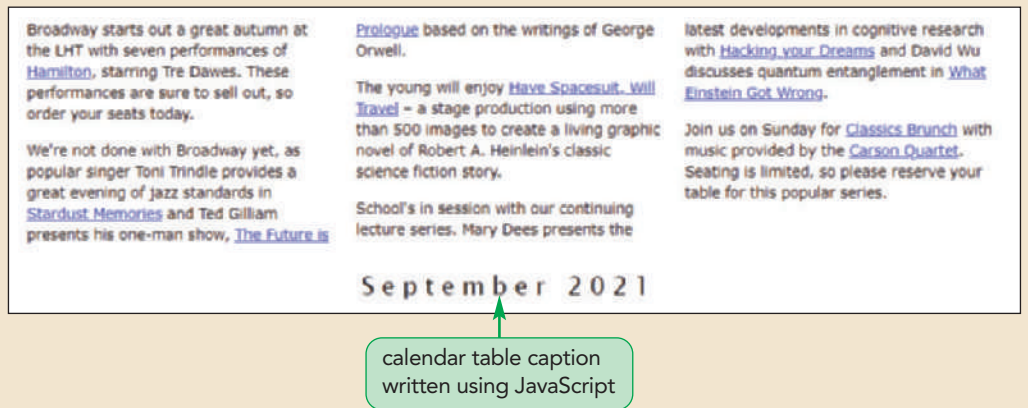 Broadway starts out a great autumn at
the LHT with seven performances of
Hamilton, starring Tre Dawes. These
performances are sure to sell out, so
order your seats today.
We're not done with Broadway yet, as
popular singer Toni Trindle provides a
great evening of jazz standards in
Stardust Memories and Ted Gilliam
presents his one-man show, The Future is
Prologue based on the writings of George
Orwell.
The young will enjoy Have Spacesuit. Will
Travel – a stage production using more
than 500 images to create a living graphic
novel of Robert A. Heinlein's classic
science fiction story.
School's in session with our continuing
lecture series. Mary Dees presents the
latest developments in cognitive research
with Hacking your Dreams and David Wu
discusses quantum entanglement in What
Einstein Got Wrong.
Join us on Sunday for Classics Brunch with
music provided by the Carson Quartet.
Seating is limited, so please reserve your
table for this popular series.
September 2021
calendar table caption
written using JavaScript